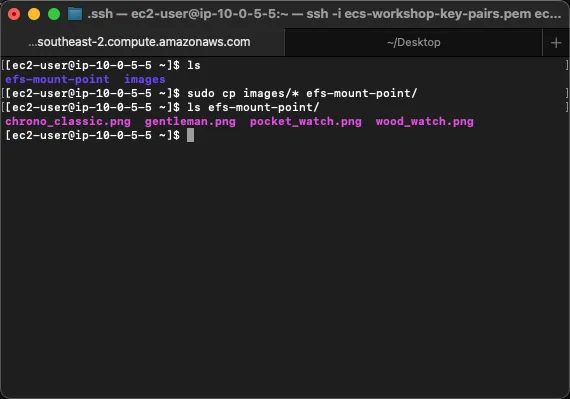 .ssh — ec2-user@ip-10-0-5-5:~ — ssh -i ecs-workshop-key-pairs.pem ec...
...southeast-2.compute.amazonaws.com ~/Desktop +
[[ec2-user@ip-10-0-5-5 ~]$ ls ]
efs-mount-point images
[[ec2-user@ip-10-0-5-5 ~]$ sudo cp images/* efs-mount-point/ ]
[[ec2-user@ip-10-0-5-5 ~]$ ls efs-mount-point/ ]
chrono_classic.png gentleman.png pocket_watch.png wood_watch.png
[ec2-user@ip-10-0-5-5 ~]$